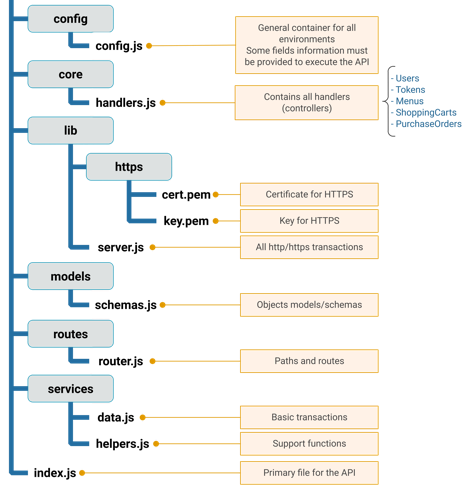 config
General container for all
environments
Some fields information must
be provided to execute the API
config.js
core
handlers.js
Contains all handlers
(controllers)
- Users
- Tokens
- Menus
- ShoppingCarts
- PurchaseOrders
lib
https
cert.pem
Certificate for HTTPS
key.pem
Key for HTTPS
server.js
All http/https transactions
models
schemas.js
Objects models/schemas
routes
router.js
Paths and routes
services
data.js
Basic transactions
helpers.js
Support functions
index.js
Primary file for the API